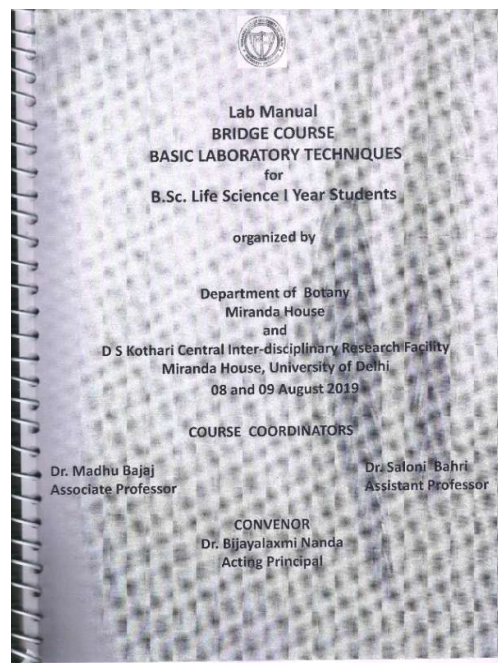 Lab Manual
BRIDGE COURSE
BASIC LABORATORY TECHNIQUES
for
B.Sc. Life Science I Year Students
organized by
Department of Botany
Miranda House
and
D S Kothari Central Inter-disciplinary Research Facility
Miranda House, University of Delhi
08 and 09 August 2019
COURSE COORDINATORS
Dr. Madhu Bajaj
Dr. Saloni Bahri
Associate Professor
Assistant Professor
CONVENOR
Dr. Bijayalaxmi Nanda
Acting Principal